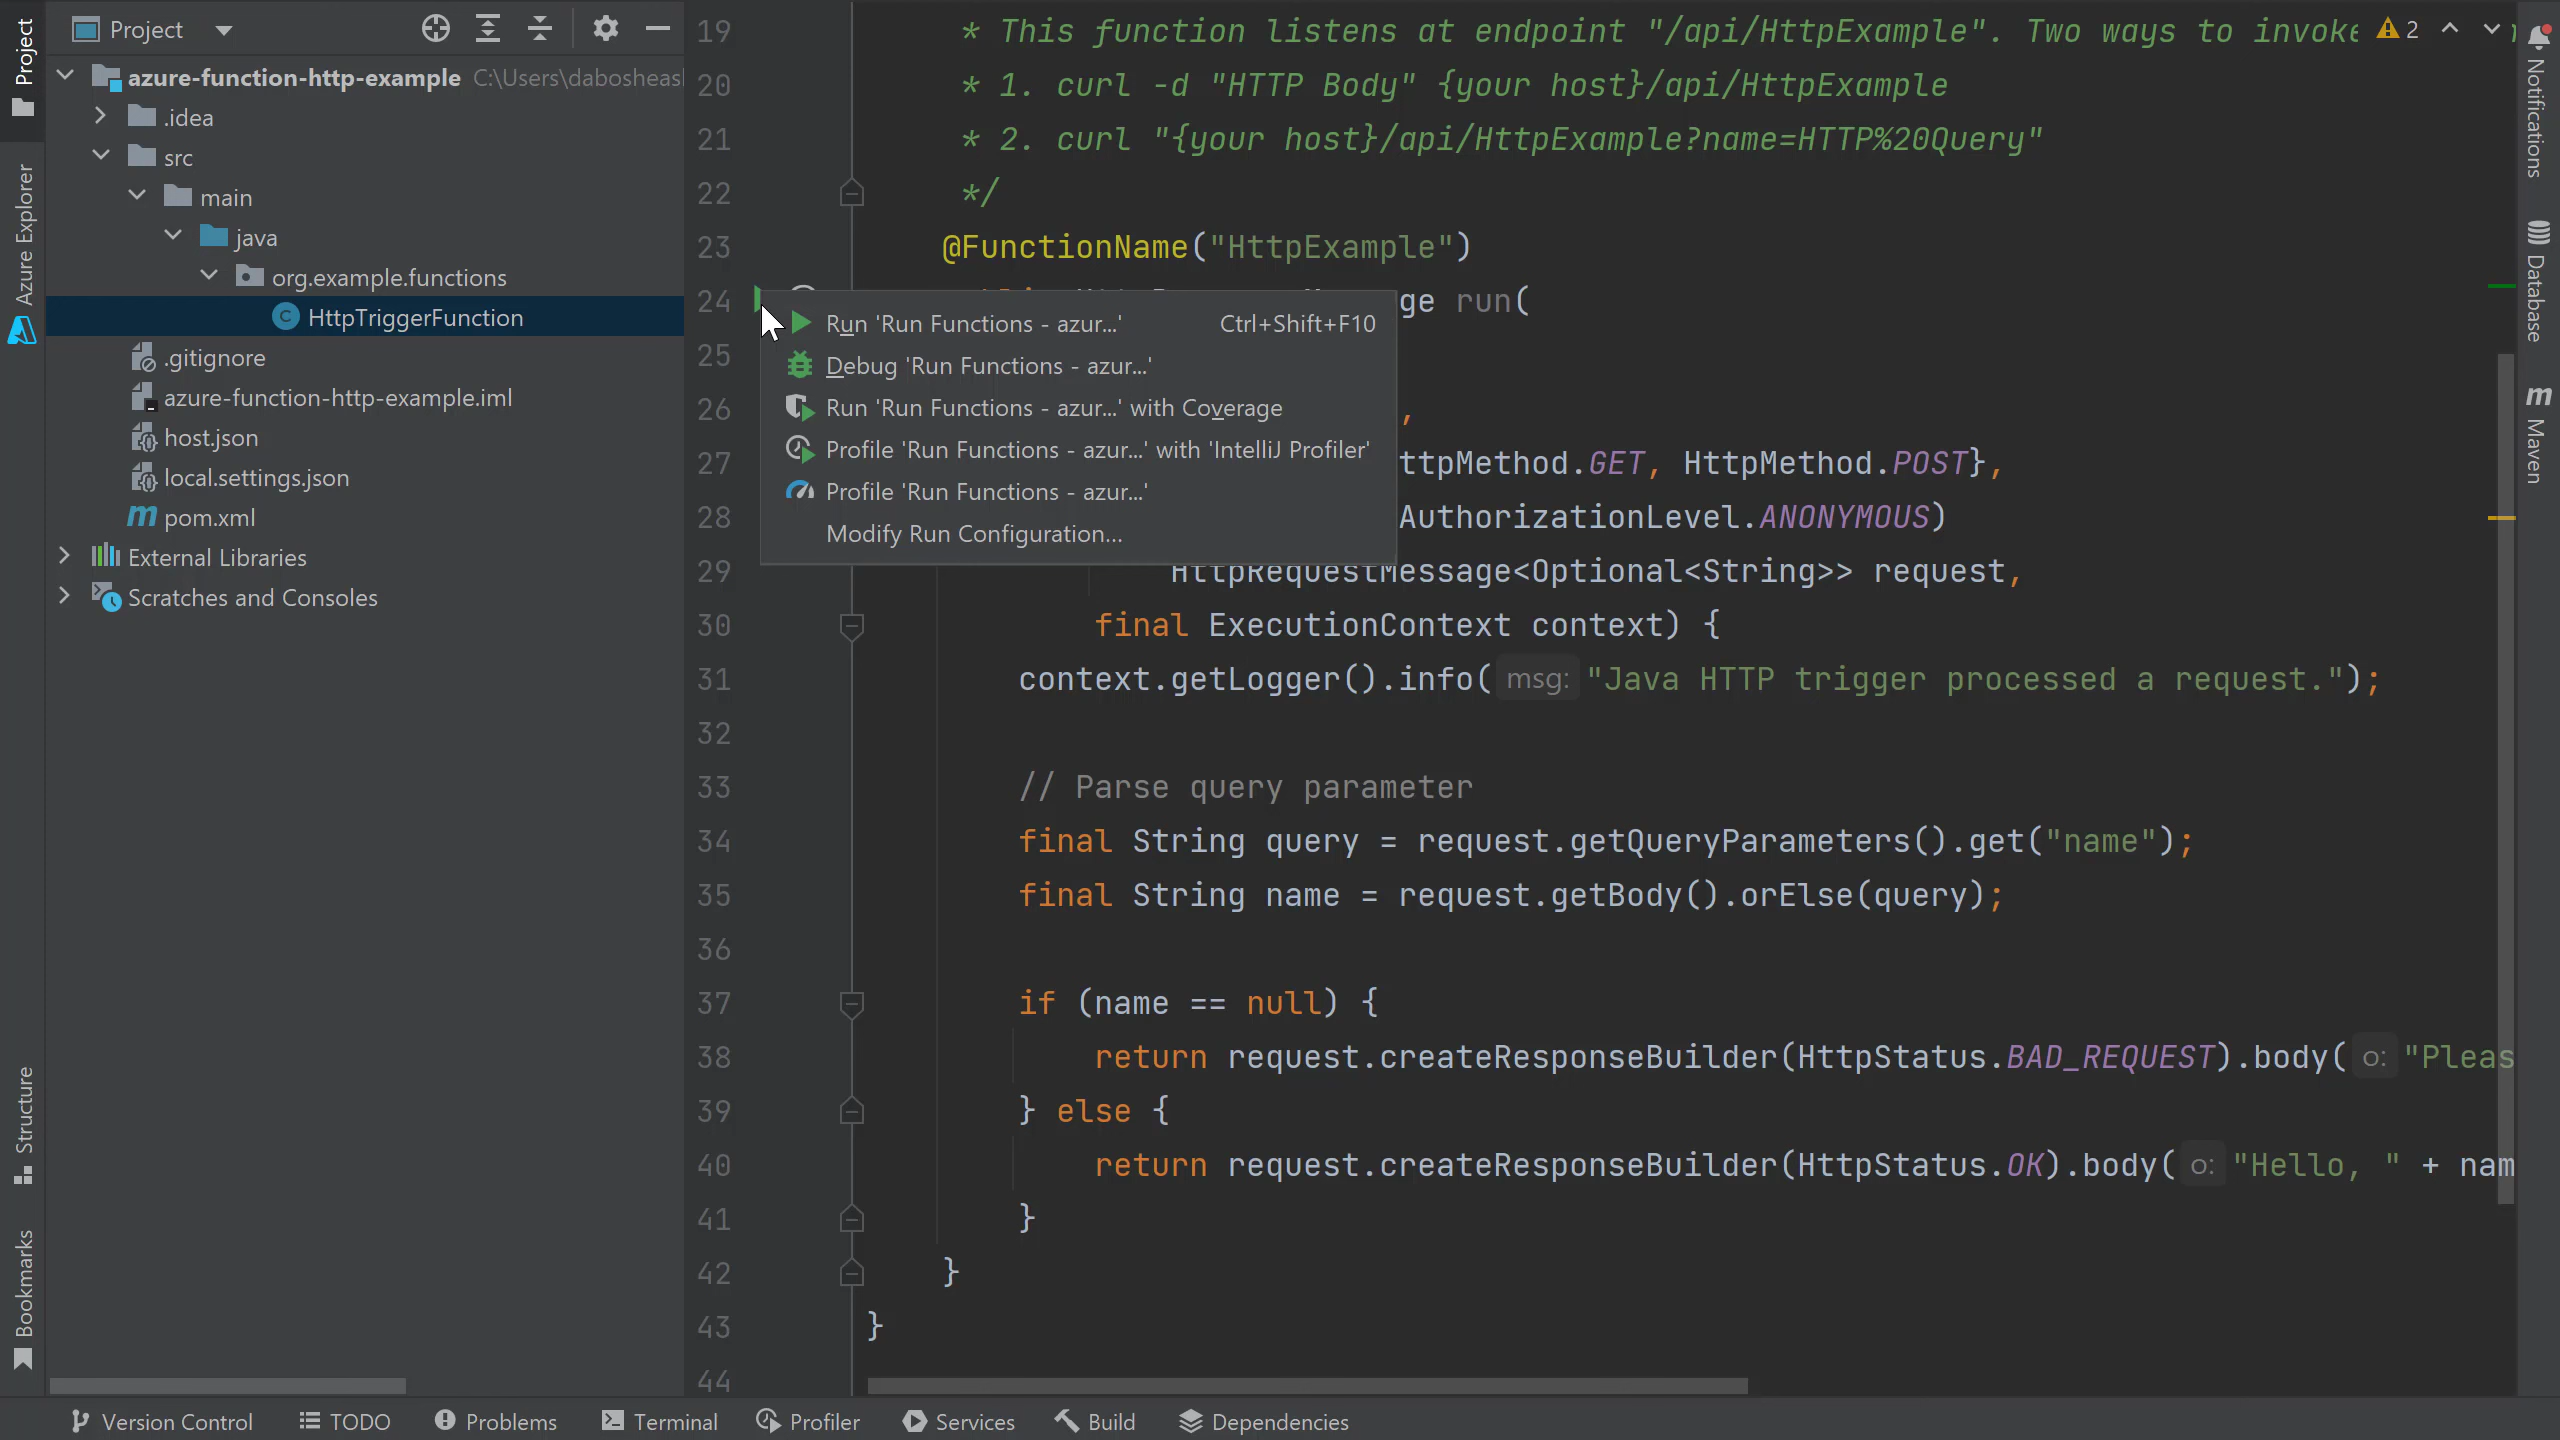 Project
Azure Explorer
Structure
Bookmarks
Project
azure-function-http-example C:\Users\dabosheas
.idea
src
main
java
org.example.functions
HttpTriggerFunction
.gitignore
azure-function-http-example.iml
host.json
local.settings.json
pom.xml
External Libraries
Scratches and Consoles
19 * This function listens at endpoint "/api/HttpExample". Two ways to invoke
2
20 * 1. curl -d "HTTP Body" {your host}/api/HttpExample
21 * 2. curl "{your host}/api/HttpExample?name=HTTP%20Query"
22 */
23 @FunctionName("HttpExample")
24 ge run(
Run 'Run Functions - azur...' Ctrl+Shift+F10
Debug 'Run Functions - azur...'
Run 'Run Functions - azur...' with Coverage
Profile 'Run Functions - azur...' with 'IntelliJ Profiler'
Profile 'Run Functions - azur...'
Modify Run Configuration...
25
26 ,
27 ttpMethod.GET, HttpMethod.POST},
28 AuthorizationLevel.ANONYMOUS)
29 HttpRequestMessage<Optional<String>> request,
30 final ExecutionContext context) {
31 context.getLogger().info( msg: "Java HTTP trigger processed a request.");
32
33 // Parse query parameter
34 final String query = request.getQueryParameters().get("name");
35 final String name = request.getBody().orElse(query);
36
37 if (name == null) {
38 return request.createResponseBuilder(HttpStatus.BAD_REQUEST).body( o: "Pleas
39 } else {
40 return request.createResponseBuilder(HttpStatus.OK).body( o: "Hello, " + nam
41 }
42 }
43 }
44
Notifications
Database
m Maven
Version Control
TODO
Problems
Terminal
Profiler
Services
Build
Dependencies